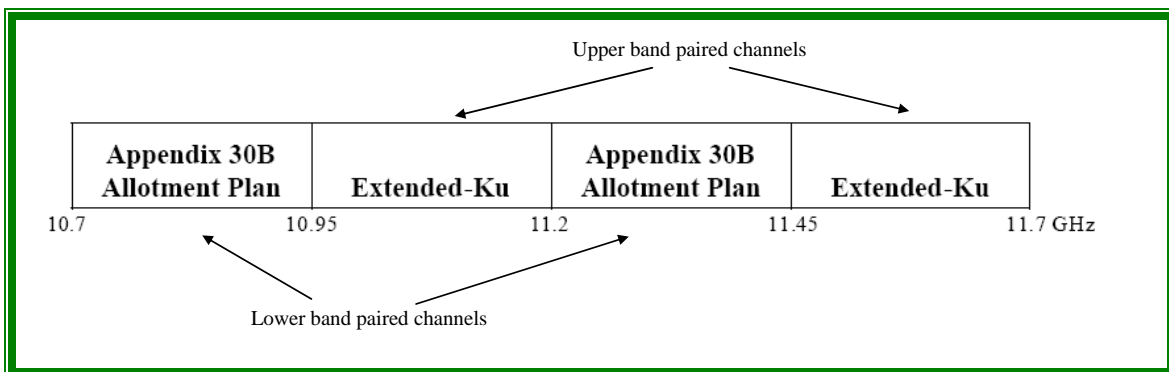 Upper band paired channels
Appendix 30B
Allotment Plan
Extended-Ku
Appendix 30B
Allotment Plan
Extended-Ku
10.7
10.95
11.2
11.45
11.7 GHz
Lower band paired channels